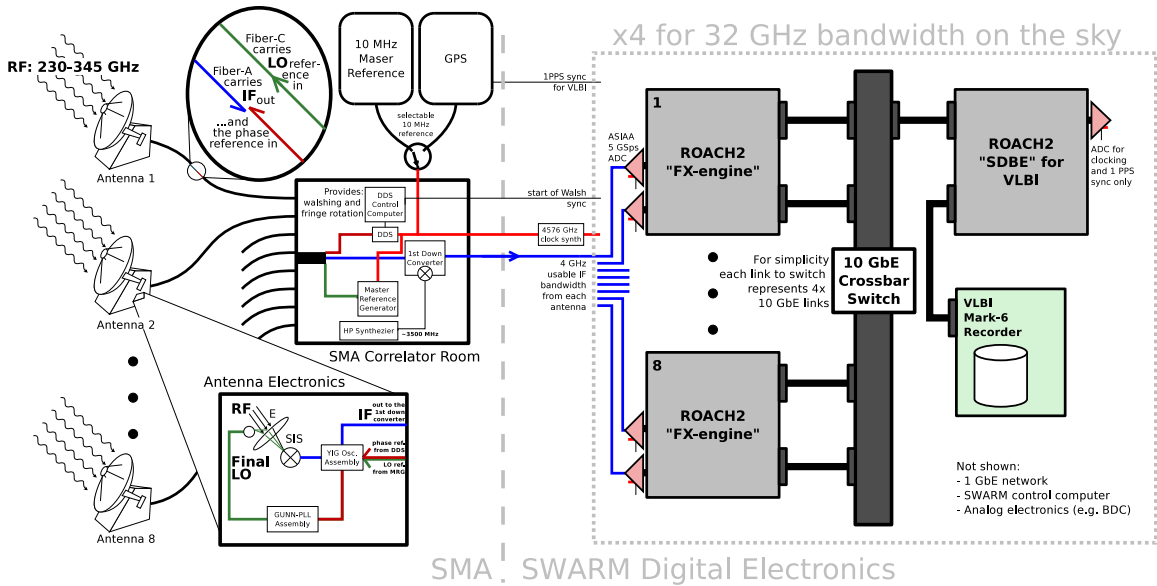 x4 for 32 GHz bandwidth on the sky
RF: 230-345 GHz
Fiber-C
carries
LO refer-
ence
in
Fiber-A
carries
IF out
...and
the phase
reference in
10 MHz
Maser
Reference
GPS
1PPS sync
for VLBI
selectable
10 MHz
reference
Antenna 1
Provides:
walshing and
fringe rotation
DDS
Control
Computer
DDS
start of Walsh
sync
4576 GHz
clock synth
1st Down
Converter
Master
Reference
Generator
HP Synthezier
~3500 MHz
SMA Correlator Room
Antenna 2
Antenna 8
Antenna Electronics
RF
E
SIS
Final
LO
IF
out to the
1st down
converter
YIG Osc.
Assembly
phase ref.
from DDS
LO ref.
from MRG
GUNN-PLL
Assembly
ASIAA
5 GSps
ADC
4 GHz
usable IF
bandwidth
from each
antenna
1
ROACH2
"FX-engine"
8
ROACH2
"FX-engine"
For simplicity
each link to switch
represents 4x
10 GbE links
10 GbE
Crossbar
Switch
ROACH2
"SDBE" for
VLBI
ADC for
clocking
and 1 PPS
sync only
VLBI
Mark-6
Recorder
Not shown:
- 1 GbE network
- SWARM control computer
- Analog electronics (e.g. BDC)
SMA
SWARM Digital Electronics